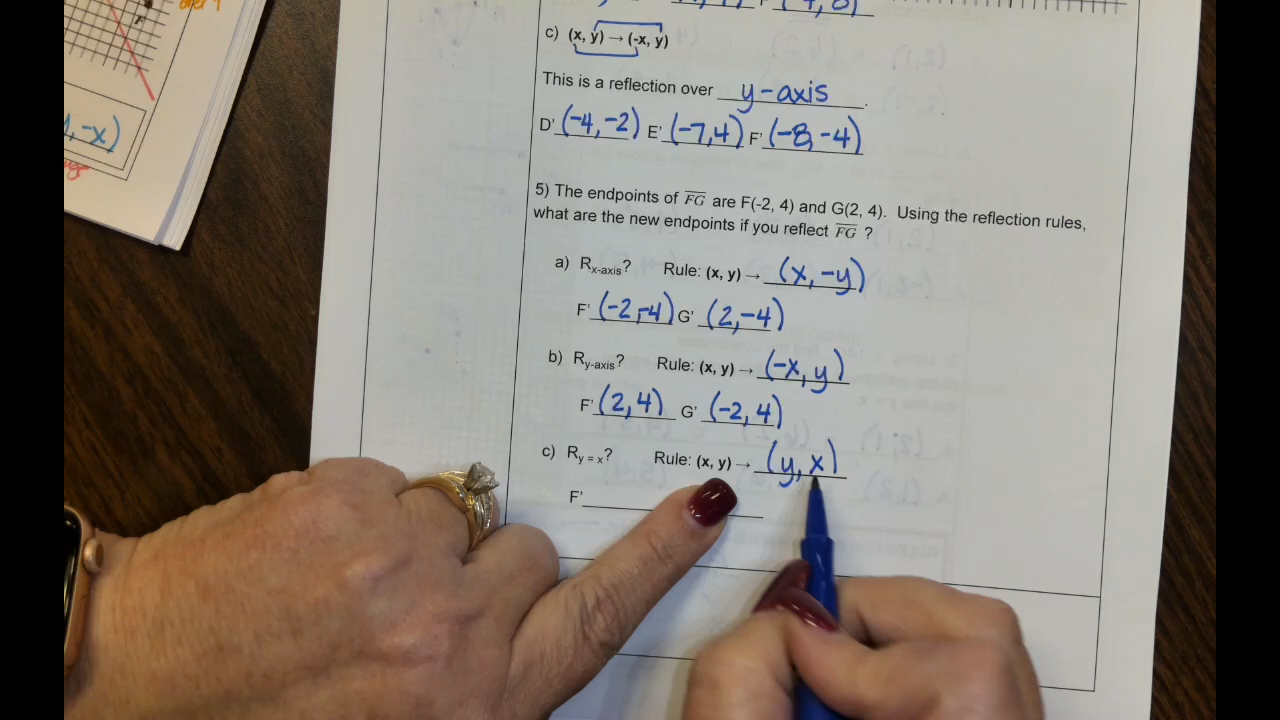 c) (x, y) → (-x, y)
This is a reflection over y-axis.
D' (-4, -2) E' (-7, 4) F' (-8, -4)
5) The endpoints of FG are F(-2, 4) and G(2, 4). Using the reflection rules,
what are the new endpoints if you reflect FG ?
a) Rx-axis? Rule: (x, y) → (x, -y)
F' (-2, -4) G' (2, -4)
b) Ry-axis? Rule: (x, y) → (-x, y)
F' (2, 4) G' (-2, 4)
c) Ry = x? Rule: (x, y) → (y, x)
F'
, -x)